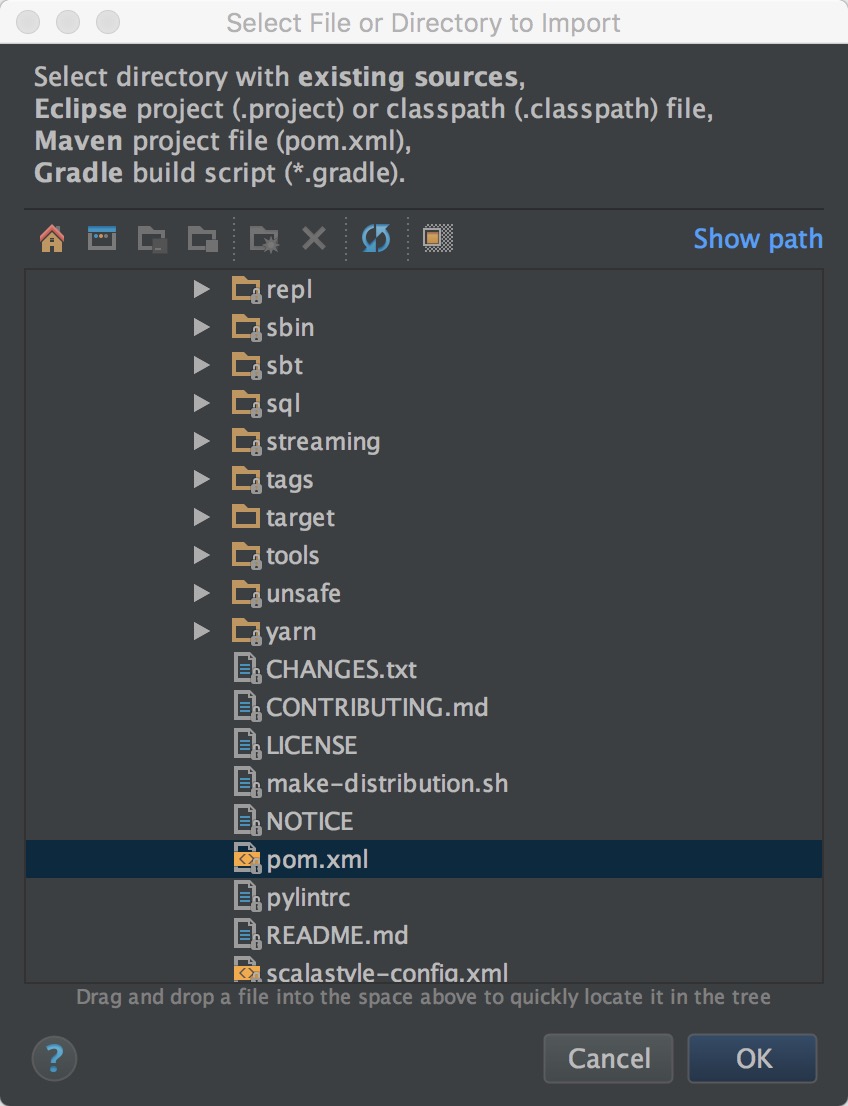 Select File or Directory to Import
Select directory with existing sources,
Eclipse project (.project) or classpath (.classpath) file,
Maven project file (pom.xml),
Gradle build script (*.gradle).
Show path
repl
sbin
sbt
sql
streaming
tags
target
tools
unsafe
yarn
CHANGES.txt
CONTRIBUTING.md
LICENSE
make-distribution.sh
NOTICE
pom.xml
pylintrc
README.md
scalastyle-config.xml
Drag and drop a file into the space above to quickly locate it in the tree
?
Cancel
OK